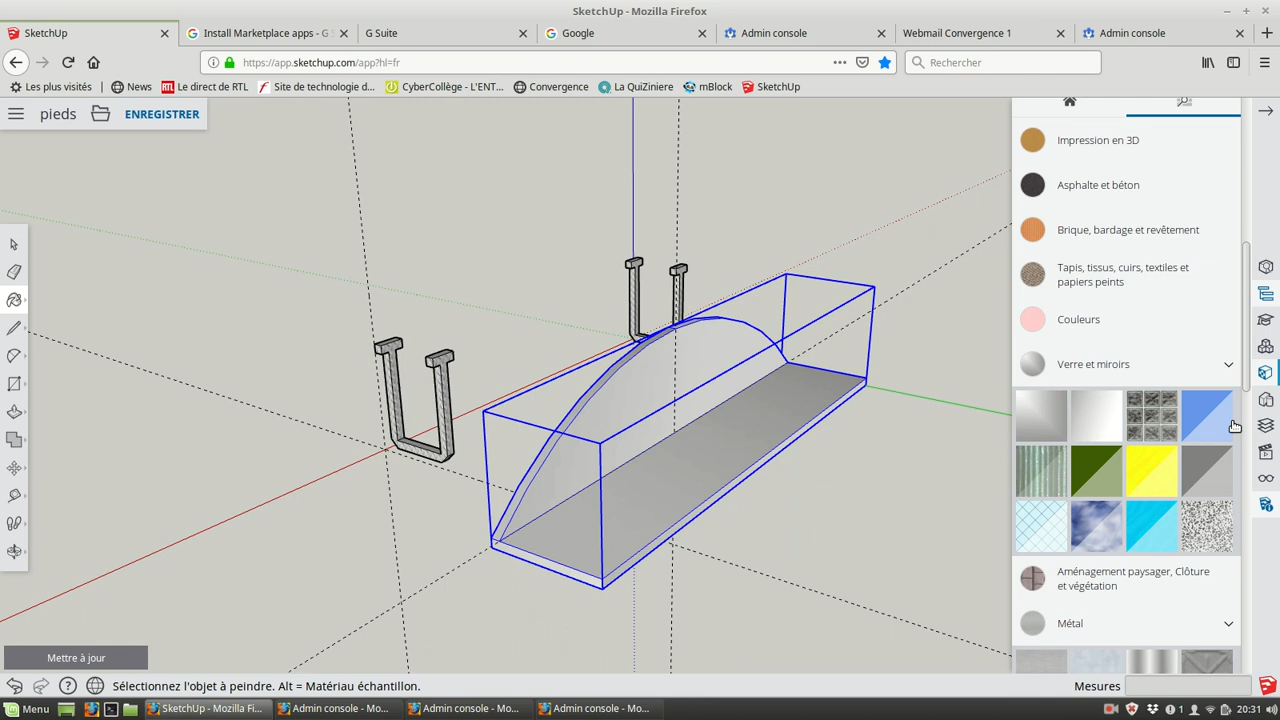 SketchUp - Mozilla Firefox
SketchUp
Install Marketplace apps - G S
G Suite
Google
Admin console
Webmail Convergence 1
Admin console
https://app.sketchup.com/app?hl=fr
Rechercher
Les plus visités
News
RTL
Le direct de RTL
Site de technologie d...
CyberCollège - L'ENT...
Convergence
La QuiZiniere
mBlock
SketchUp
pieds
ENREGISTRER
Impression en 3D
Asphalte et béton
Brique, bardage et revêtement
Tapis, tissus, cuirs, textiles et
papiers peints
Couleurs
Verre et miroirs
Aménagement paysager, Clôture
et végétation
Métal
Mettre à jour
Sélectionnez l'objet à peindre. Alt = Matériau échantillon.
Mesures
Menu
SketchUp - Mozilla Fi...
Admin console - Mo...
Admin console - Mo...
Admin console - Mo...
1
20:31